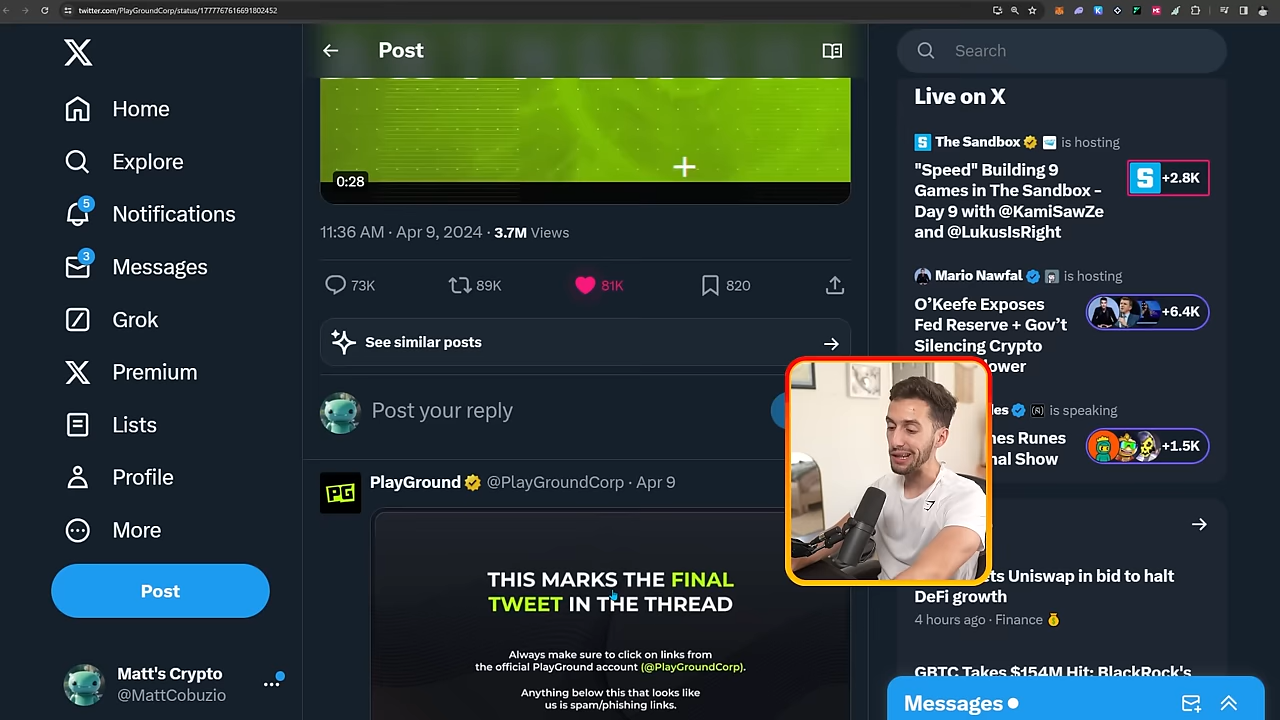 twitter.com/PlayGroundCorp/status/1777767616691802452
Home
Explore
5
Notifications
3
Messages
Grok
Premium
Lists
Profile
More
Post
Matt's Crypto
@MattCobuzio
Post
0:28
11:36 AM · Apr 9, 2024 · 3.7M Views
73K
89K
81K
820
See similar posts
Post your reply
PG
PlayGround @PlayGroundCorp · Apr 9
THIS MARKS THE FINAL
TWEET IN THE THREAD
Always make sure to click on links from
the official PlayGround account (@PlayGroundCorp).
Anything below this that looks like
us is spam/phishing links.
Search
Live on X
The Sandbox is hosting
"Speed" Building 9
Games in The Sandbox -
Day 9 with @KamiSawZe
and @LukusIsRight
S +2.8K
Mario Nawfal is hosting
O'Keefe Exposes
Fed Reserve + Gov't
Silencing Crypto
+6.4K
is speaking
Runes
Show
+1.5K
Uniswap in bid to halt
DeFi growth
4 hours ago · Finance 💰
GBTC Takes $154M Hit: BlackRock's
Messages